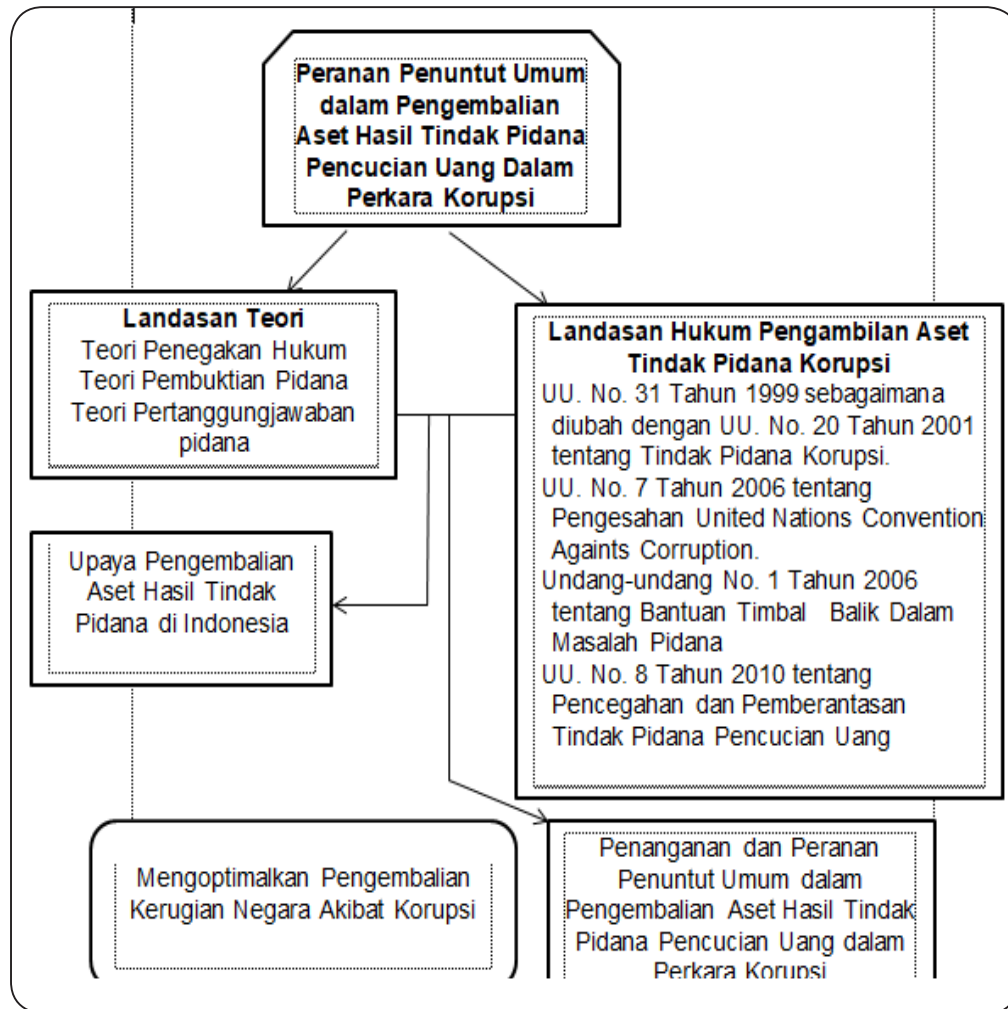 Peranan Penuntut Umum
dalam Pengembalian
Aset Hasil Tindak Pidana
Pencucian Uang Dalam
Perkara Korupsi
Landasan Teori
Teori Penegakan Hukum
Teori Pembuktian Pidana
Teori Pertanggungjawaban
pidana
Landasan Hukum Pengambilan Aset
Tindak Pidana Korupsi
UU. No. 31 Tahun 1999 sebagaimana
diubah dengan UU. No. 20 Tahun 2001
tentang Tindak Pidana Korupsi.
UU. No. 7 Tahun 2006 tentang
Pengesahan United Nations Convention
Againts Corruption.
Undang-undang No. 1 Tahun 2006
tentang Bantuan Timbal Balik Dalam
Masalah Pidana
UU. No. 8 Tahun 2010 tentang
Pencegahan dan Pemberantasan
Tindak Pidana Pencucian Uang
Upaya Pengembalian
Aset Hasil Tindak
Pidana di Indonesia
Mengoptimalkan Pengembalian
Kerugian Negara Akibat Korupsi
Penanganan dan Peranan
Penuntut Umum dalam
Pengembalian Aset Hasil Tindak
Pidana Pencucian Uang dalam
Perkara Korupsi